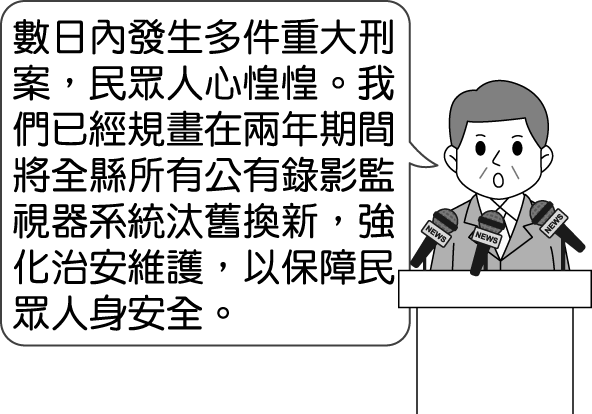 數日內發生多件重大刑
案，民眾人心惶惶。我
們已經規畫在兩年期間
將全縣所有公有錄影監
視器系統汰舊換新，強
化治安維護，以保障民
眾人身安全。
NEWS
NEWS
NEWS